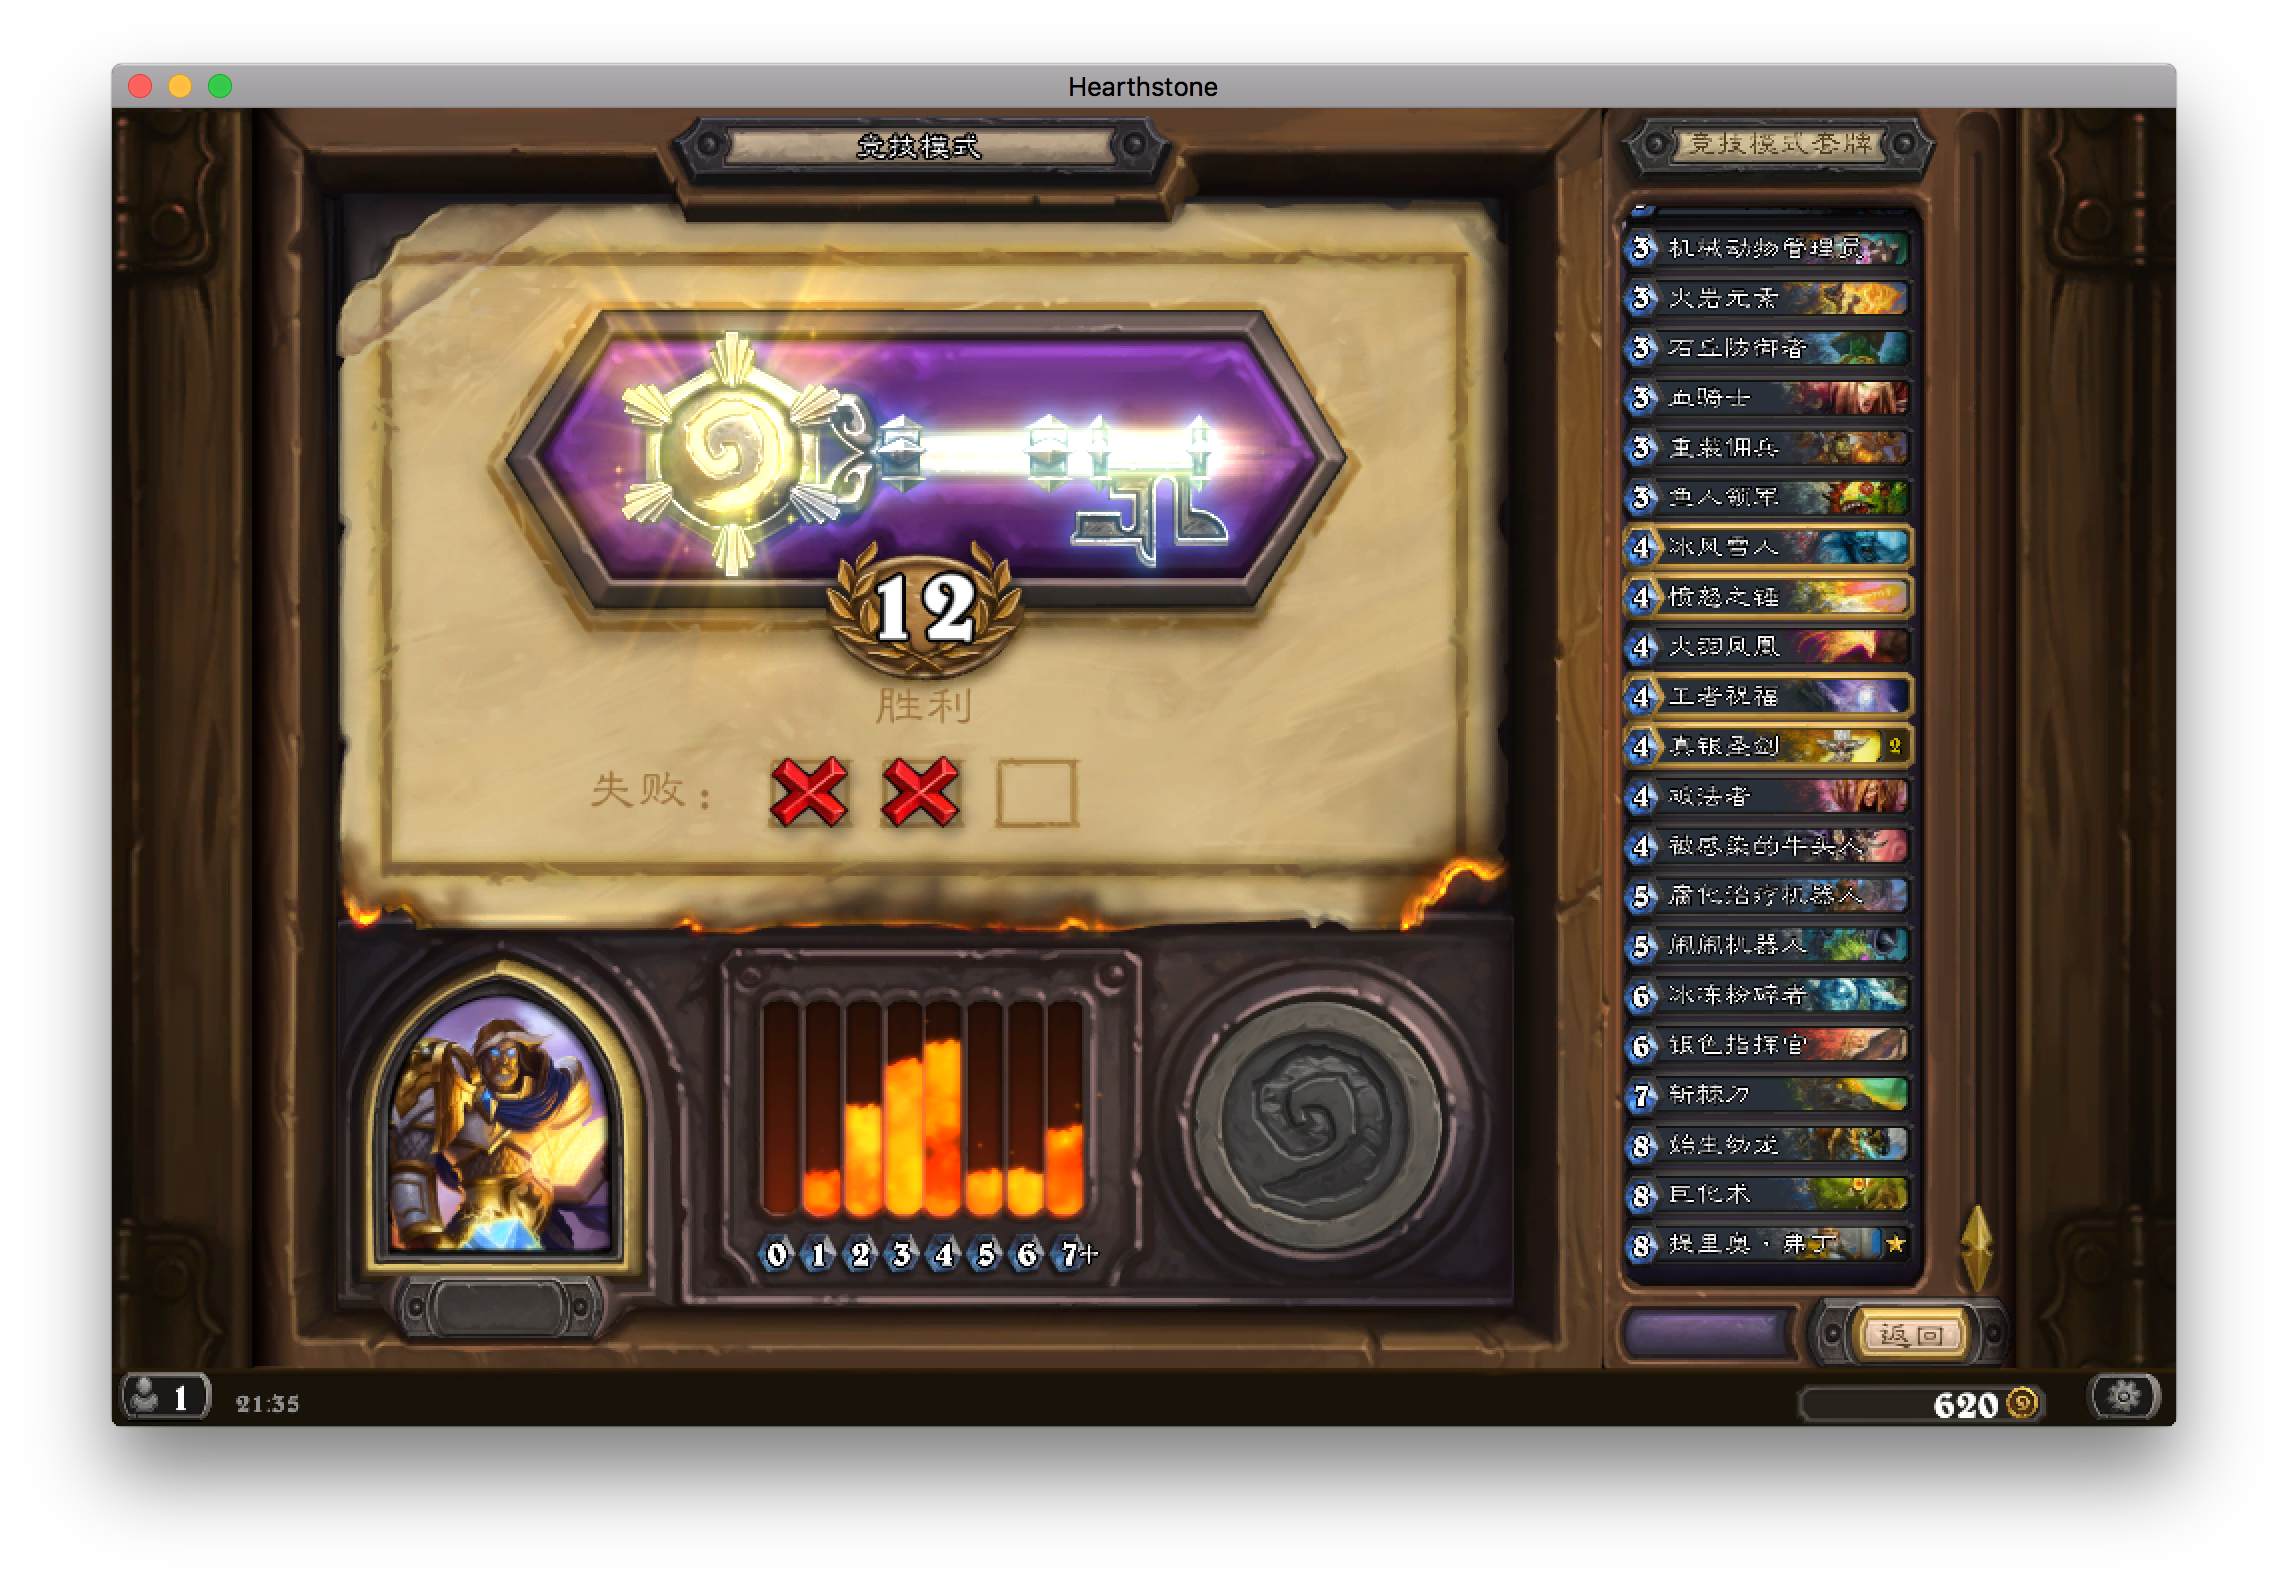 Hearthstone
竞技模式
竞技模式套牌
3 机械动物管理员
3 火岩元素
3 石丘防御者
3 血骑士
3 重装佣兵
3 鱼人领军
4 冰风雪人
4 愤怒之锤
4 火羽凤凰
4 王者祝福
4 真银圣剑 2
4 破法者
4 被感染的牛头人
5 腐化治疗机器人
5 闹闹机器人
6 冰冻粉碎者
6 银色指挥官
7 斩棘刀
8 始生幼龙
8 巨化术
8 提里奥·弗丁
12
胜利
失败：
0 1 2 3 4 5 6 7+
返回
1
21:35
620